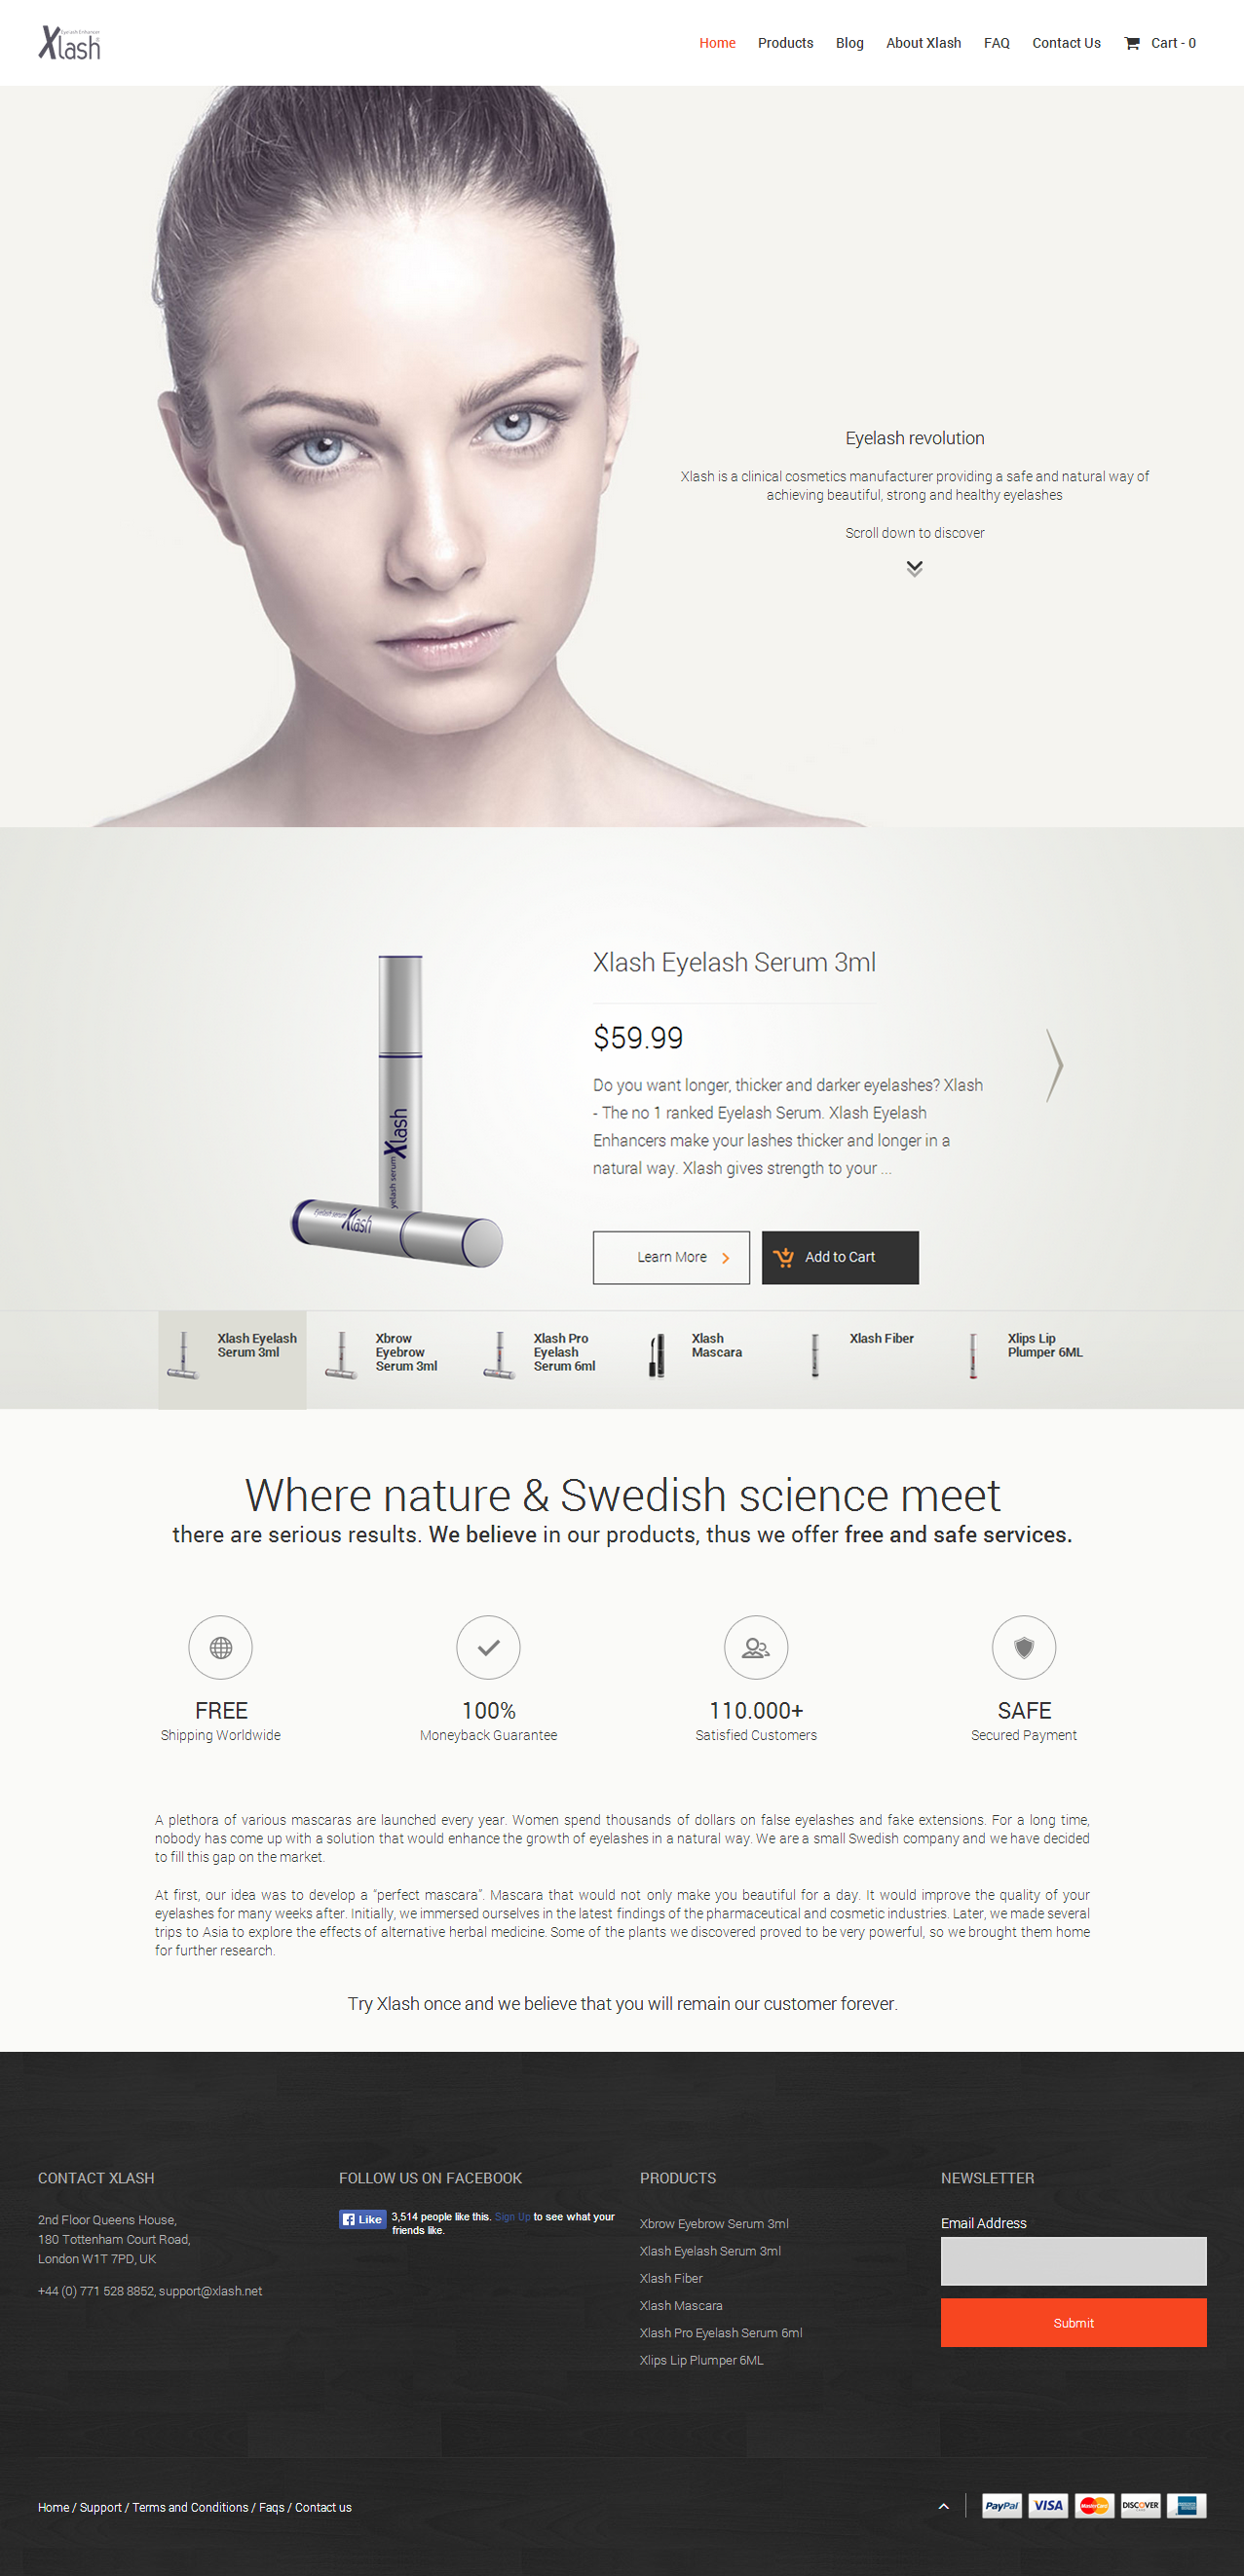 Eyelash Enhancer
Xlash
Home Products Blog About Xlash FAQ Contact Us Cart - 0
Eyelash revolution
Xlash is a clinical cosmetics manufacturer providing a safe and natural way of
achieving beautiful, strong and healthy eyelashes
Scroll down to discover
Xlash Eyelash Serum 3ml
$59.99
Do you want longer, thicker and darker eyelashes? Xlash
- The no 1 ranked Eyelash Serum. Xlash Eyelash
Enhancers make your lashes thicker and longer in a
natural way. Xlash gives strength to your ...
yelash serum Xlash
Eyelash serum Xlash
Learn More Add to Cart
Xlash Eyelash
Serum 3ml
Xbrow
Eyebrow
Serum 3ml
Xlash Pro
Eyelash
Serum 6ml
Xlash
Mascara
Xlash Fiber
Xlips Lip
Plumper 6ML
Where nature & Swedish science meet
there are serious results. We believe in our products, thus we offer free and safe services.
FREE
Shipping Worldwide
100%
Moneyback Guarantee
110.000+
Satisfied Customers
SAFE
Secured Payment
A plethora of various mascaras are launched every year. Women spend thousands of dollars on false eyelashes and fake extensions. For a long time,
nobody has come up with a solution that would enhance the growth of eyelashes in a natural way. We are a small Swedish company and we have decided
to fill this gap on the market.
At first, our idea was to develop a "perfect mascara". Mascara that would not only make you beautiful for a day. It would improve the quality of your
eyelashes for many weeks after. Initially, we immersed ourselves in the latest findings of the pharmaceutical and cosmetic industries. Later, we made several
trips to Asia to explore the effects of alternative herbal medicine. Some of the plants we discovered proved to be very powerful, so we brought them home
for further research.
Try Xlash once and we believe that you will remain our customer forever.
CONTACT XLASH
2nd Floor Queens House,
180 Tottenham Court Road,
London W1T 7PD, UK
+44 (0) 771 528 8852, support@xlash.net
FOLLOW US ON FACEBOOK
Like 3,514 people like this. Sign Up to see what your
friends like.
PRODUCTS
Xbrow Eyebrow Serum 3ml
Xlash Eyelash Serum 3ml
Xlash Fiber
Xlash Mascara
Xlash Pro Eyelash Serum 6ml
Xlips Lip Plumper 6ML
NEWSLETTER
Email Address
Submit
Home / Support / Terms and Conditions / Faqs / Contact us
PayPal VISA MasterCard DISCOVER